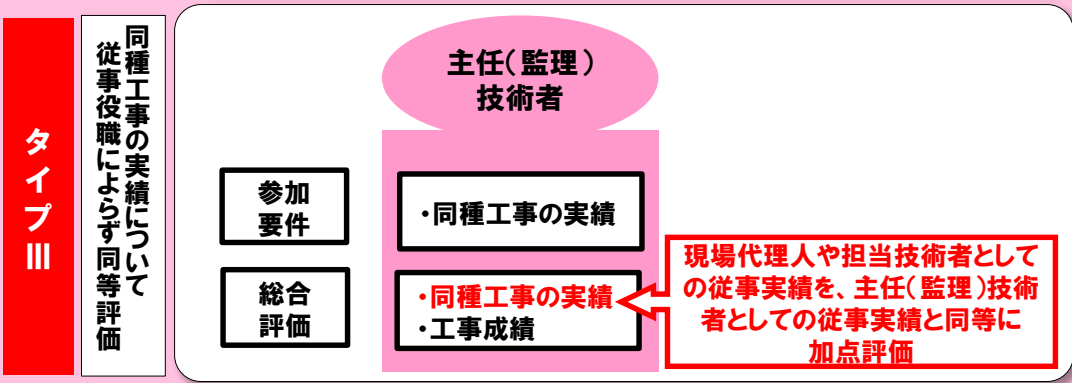 タイプⅢ
同種工事の実績について
従事役職によらず同等評価
主任(監理)
技術者
参加
要件
・同種工事の実績
総合
評価
・同種工事の実績
・工事成績
現場代理人や担当技術者として
の従事実績を、主任(監理)技術
者としての従事実績と同等に
加点評価